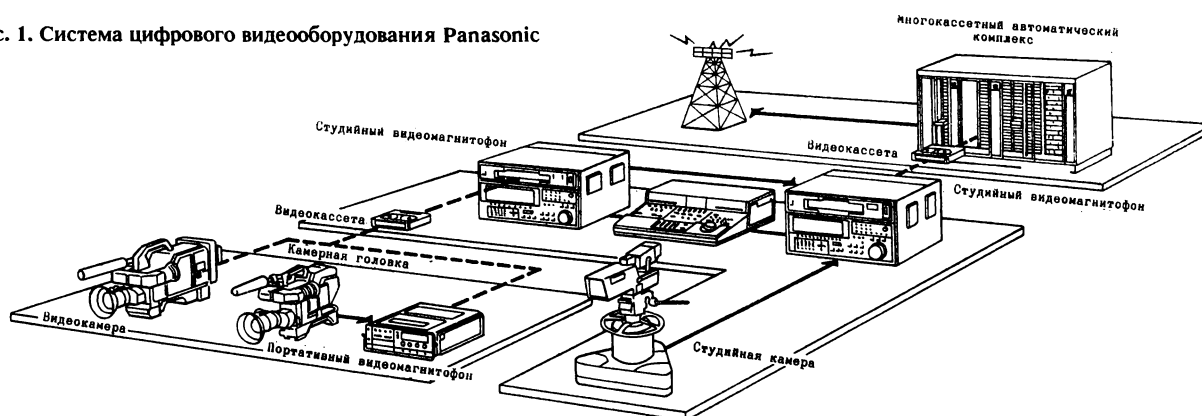 с. 1. Система цифрового видеооборудования Panasonic
Многокассетный автоматический
комплекс
Студийный видеомагнитофон
Видеокассета
Студийный видеомагнитофон
Видеокассета
Камерная головка
Видеокамера
Портативный видеомагнитофон
Студийная камера